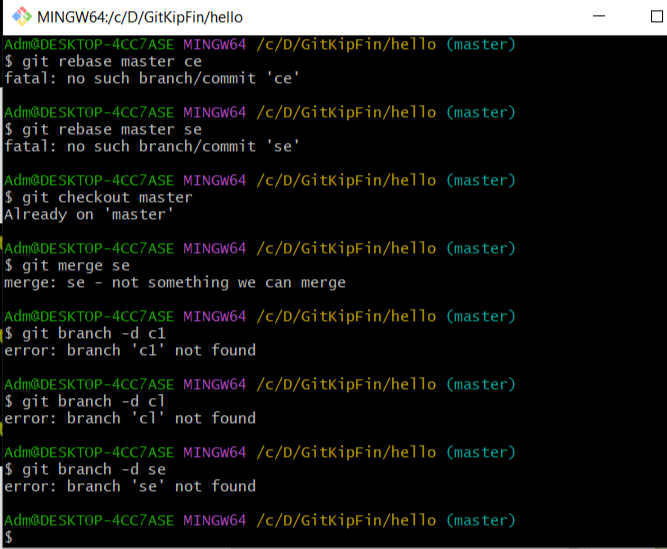 MINGW64:/c/D/GitKipFin/hello
Adm@DESKTOP-4CC7ASE MINGW64 /c/D/GitKipFin/hello (master)
$ git rebase master ce
fatal: no such branch/commit 'ce'
Adm@DESKTOP-4CC7ASE MINGW64 /c/D/GitKipFin/hello (master)
$ git rebase master se
fatal: no such branch/commit 'se'
Adm@DESKTOP-4CC7ASE MINGW64 /c/D/GitKipFin/hello (master)
$ git checkout master
Already on 'master'
Adm@DESKTOP-4CC7ASE MINGW64 /c/D/GitKipFin/hello (master)
$ git merge se
merge: se - not something we can merge
Adm@DESKTOP-4CC7ASE MINGW64 /c/D/GitKipFin/hello (master)
$ git branch -d c1
error: branch 'c1' not found
Adm@DESKTOP-4CC7ASE MINGW64 /c/D/GitKipFin/hello (master)
$ git branch -d cl
error: branch 'cl' not found
Adm@DESKTOP-4CC7ASE MINGW64 /c/D/GitKipFin/hello (master)
$ git branch -d se
error: branch 'se' not found
Adm@DESKTOP-4CC7ASE MINGW64 /c/D/GitKipFin/hello (master)
$